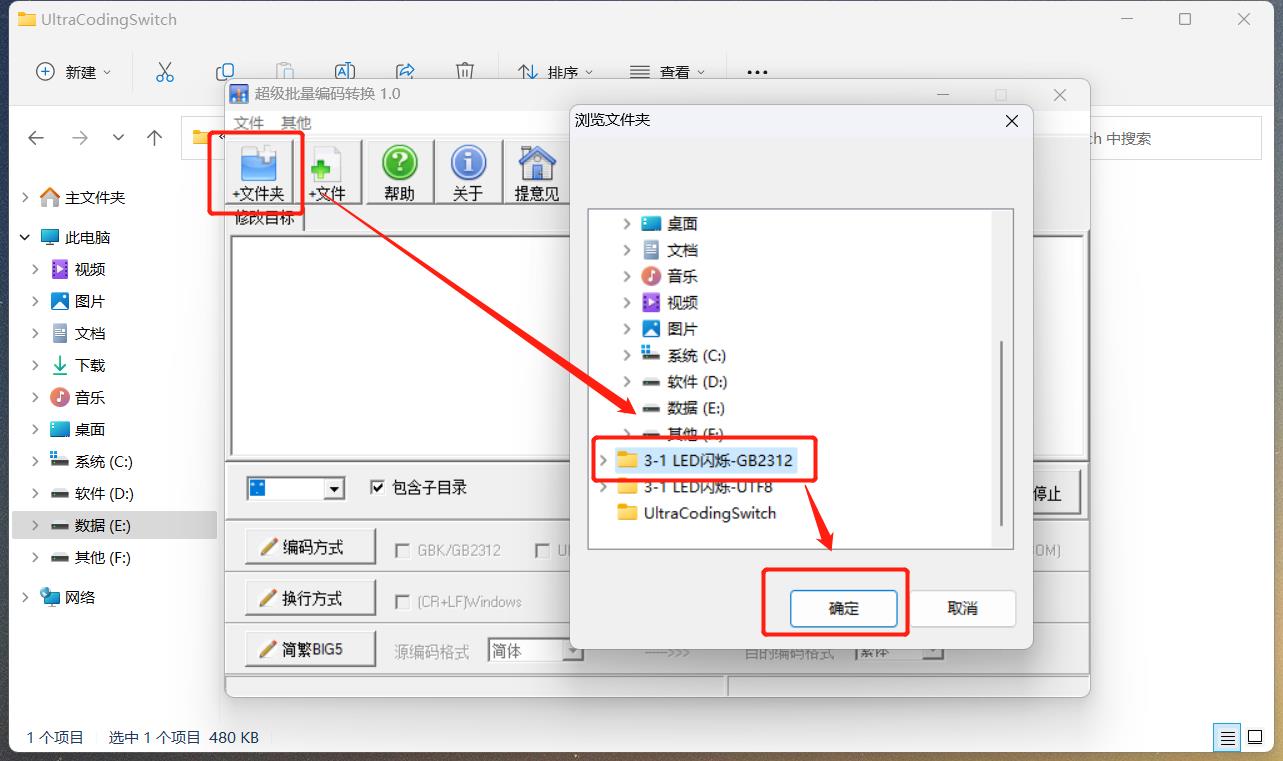 UltraCodingSwitch
新建
排序
查看
超级批量编码转换 1.0
文件 其他
浏览文件夹
ch 中搜索
+文件夹
+文件
帮助
关于
提意见
修改目标
主文件夹
此电脑
视频
图片
文档
下载
音乐
桌面
系统 (C:)
软件 (D:)
数据 (E:)
其他 (F:)
网络
桌面
文档
音乐
视频
图片
系统 (C:)
软件 (D:)
数据 (E:)
其他 (F:)
3-1 LED闪烁-GB2312
3-1 LED闪烁-UTF8
UltraCodingSwitch
确定
取消
包含子目录
停止
编码方式
GBK/GB2312
OM)
换行方式
(CR+LF)Windows
简繁BIG5
源编码格式
简体
----->>>
目的编码格式
繁体
1 个项目
选中 1 个项目 480 KB